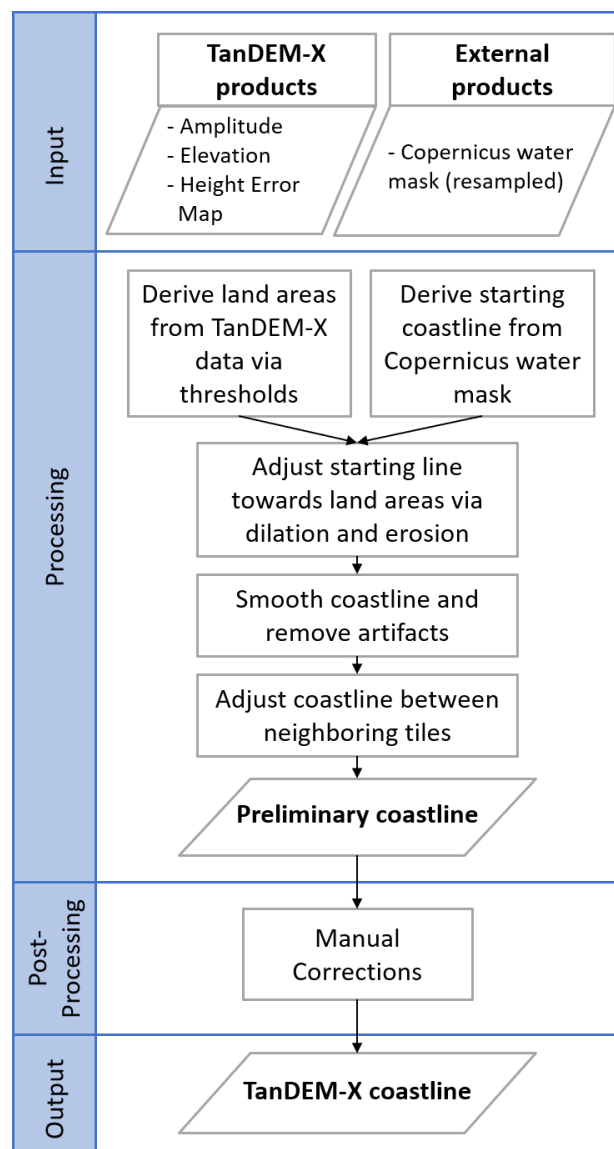 Input
TanDEM-X
products
- Amplitude
- Elevation
- Height Error
Map
External
products
- Copernicus water
mask (resampled)
Processing
Derive land areas
from TanDEM-X
data via
thresholds
Derive starting
coastline from
Copernicus water
mask
Adjust starting line
towards land areas via
dilation and erosion
Smooth coastline and
remove artifacts
Adjust coastline between
neighboring tiles
Preliminary coastline
Post-
Processing
Manual
Corrections
Output
TanDEM-X coastline